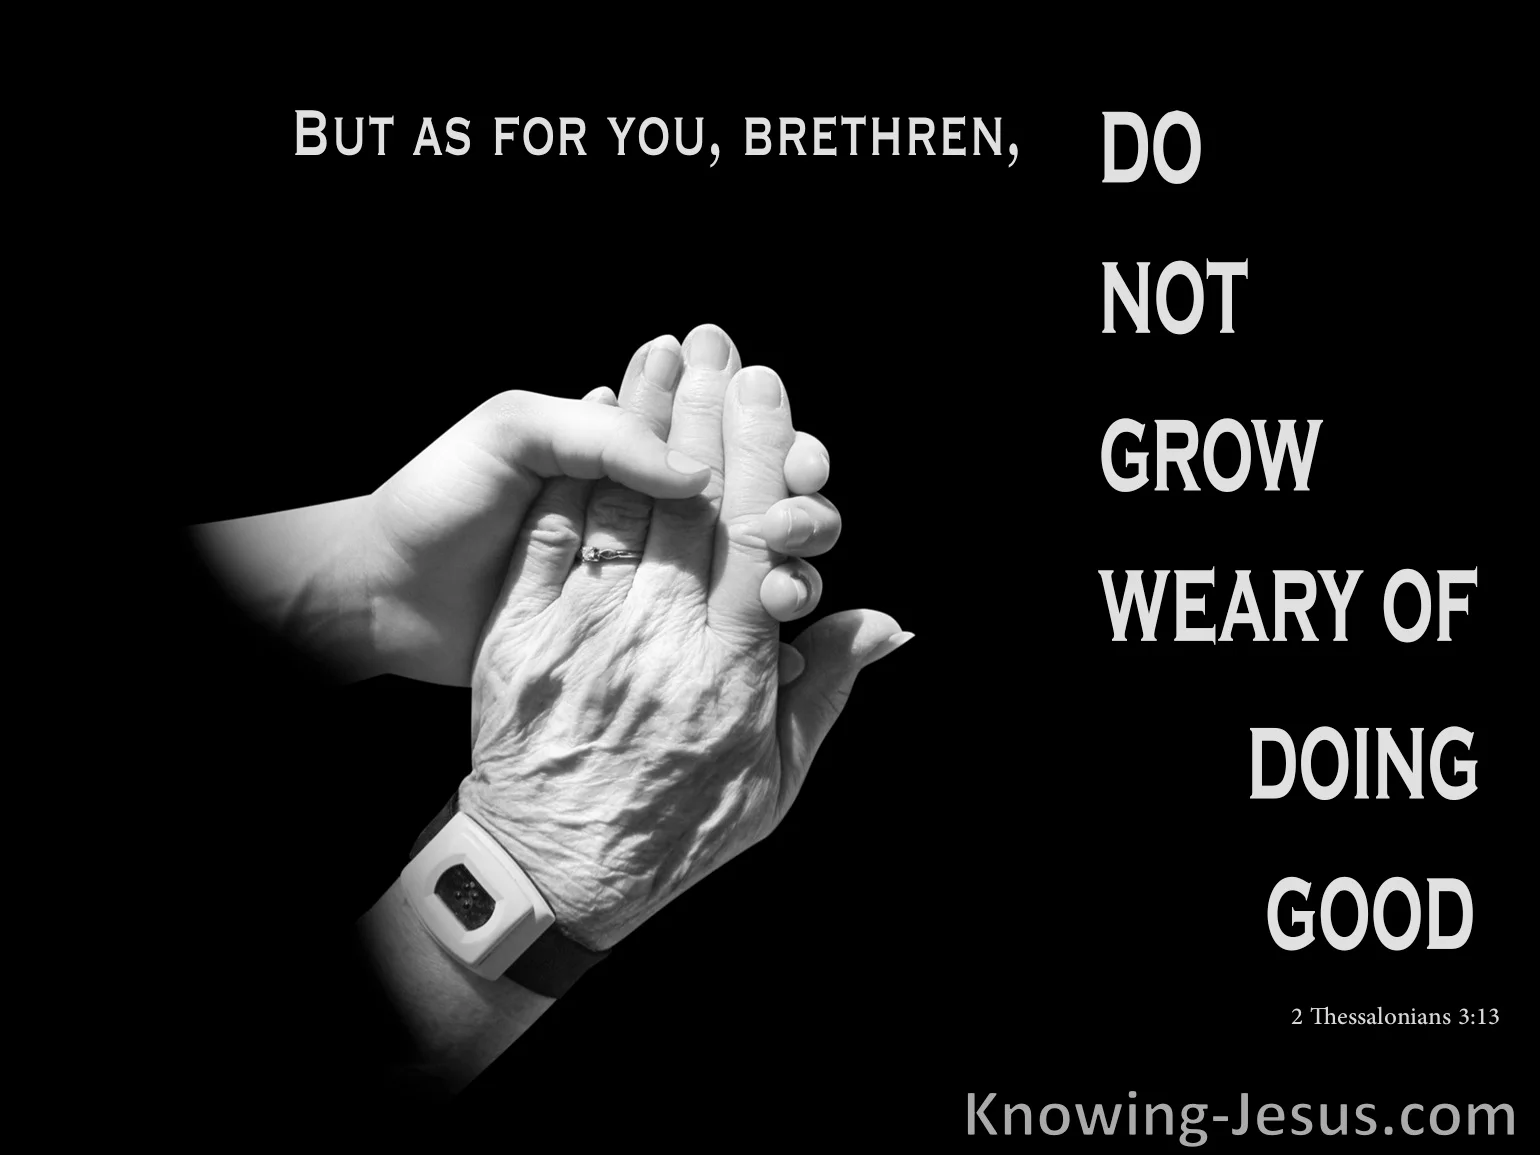 But as for you, brethren,
DO
NOT
GROW
WEARY OF
DOING
GOOD
2 Thessalonians 3:13
Knowing-Jesus.com